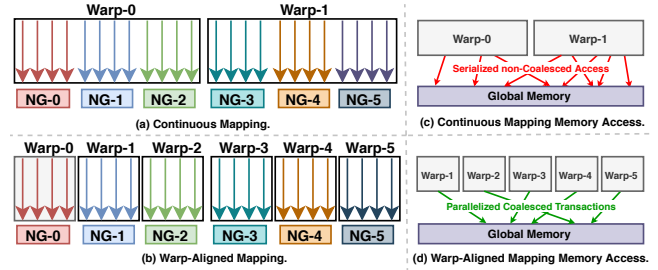 Warp-0 Warp-1
NG-0 NG-1 NG-2 NG-3 NG-4 NG-5
(a) Continuous Mapping.
Warp-0 Warp-1 Warp-2 Warp-3 Warp-4 Warp-5
NG-0 NG-1 NG-2 NG-3 NG-4 NG-5
(b) Warp-Aligned Mapping.
Warp-0 Warp-1
Serialized non-Coalesced Access
Global Memory
(c) Continuous Mapping Memory Access.
Warp-1 Warp-2 Warp-3 Warp-4 Warp-5
Parallelized Coalesced Transactions
Global Memory
(d) Warp-Aligned Mapping Memory Access.